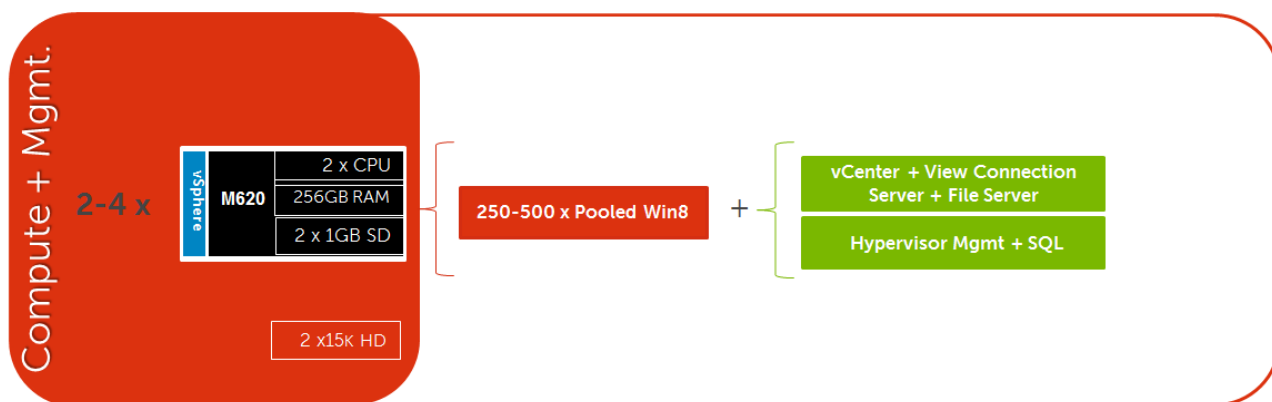 Compute + Mgmt.
2-4 x
vSphere
M620
2 x CPU
256GB RAM
2 x 1GB SD
2 x15K HD
250-500 x Pooled Win8
+
vCenter + View Connection
Server + File Server
Hypervisor Mgmt + SQL